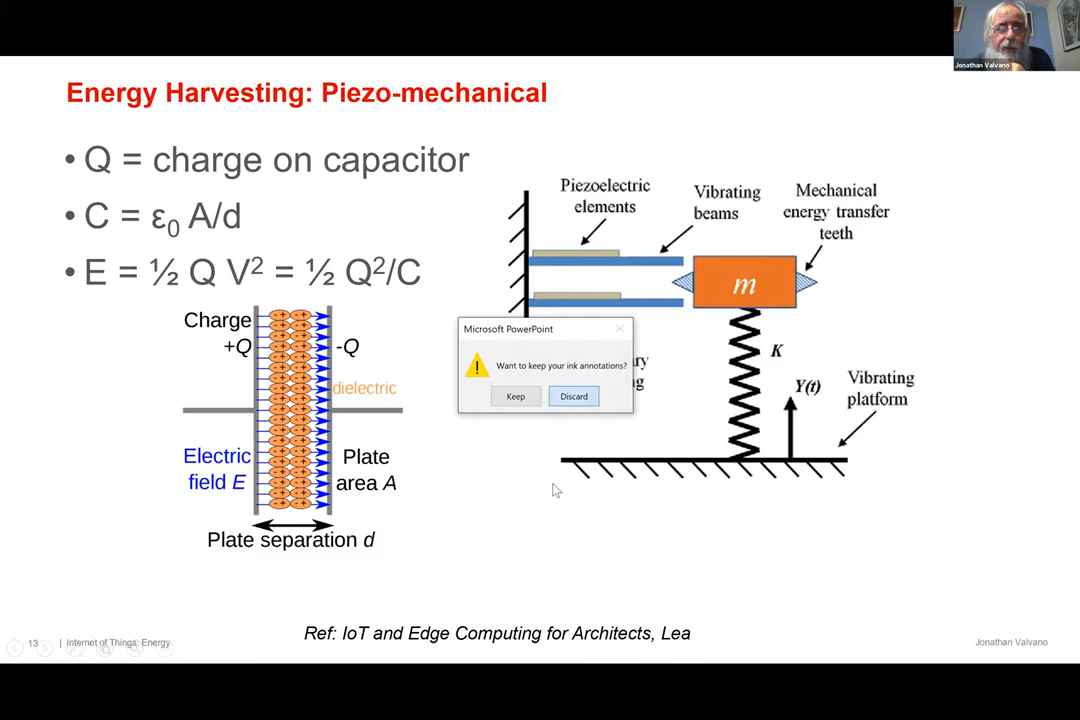 Jonathan Valvano
Energy Harvesting: Piezo-mechanical
• Q = charge on capacitor
• C = ε₀ A/d
• E = ½ Q V² = ½ Q²/C
Charge
+Q
-Q
dielectric
Electric
field E
Plate
area A
Plate separation d
Piezoelectric
elements
Vibrating
beams
Mechanical
energy transfer
teeth
m
K
Y(t)
Vibrating
platform
Microsoft PowerPoint
Want to keep your ink annotations?
Keep
Discard
Ref: IoT and Edge Computing for Architects, Lea
13 | Internet of Things: Energy
Jonathan Valvano